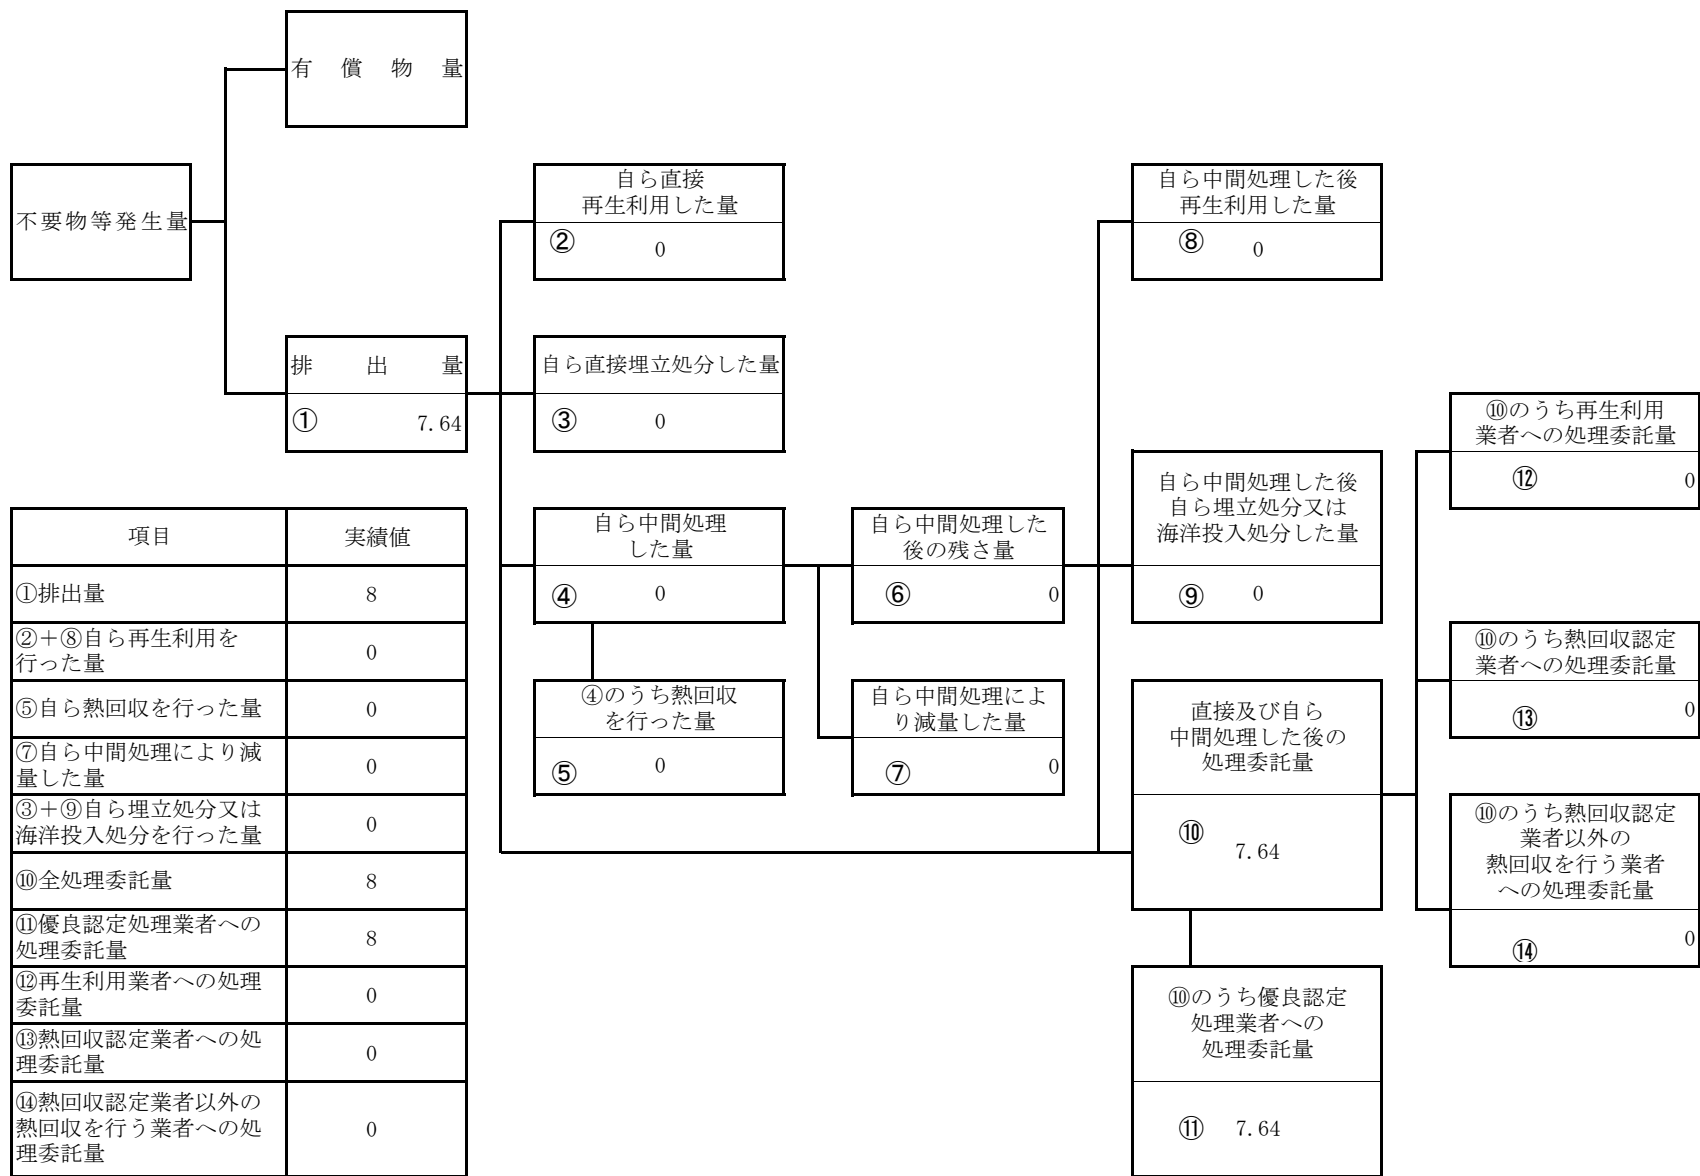 有償物量
不要物等発生量
排出量
① 7.64
自ら直接
再生利用した量
② 0
自ら直接埋立処分した量
③ 0
自ら中間処理
した量
④ 0
④のうち熱回収
を行った量
⑤ 0
自ら中間処理した
後の残さ量
⑥ 0
自ら中間処理によ
り減量した量
⑦ 0
自ら中間処理した後
再生利用した量
⑧ 0
自ら中間処理した後
自ら埋立処分又は
海洋投入処分した量
⑨ 0
直接及び自ら
中間処理した後の
処理委託量
⑩
7.64
⑩のうち優良認定
処理業者への
処理委託量
⑪ 7.64
⑩のうち再生利用
業者への処理委託量
⑫ 0
⑩のうち熱回収認定
業者への処理委託量
⑬ 0
⑩のうち熱回収認定
業者以外の
熱回収を行う業者
への処理委託量
⑭ 0
項目 実績値
①排出量 8
②+⑧自ら再生利用を
行った量 0
⑤自ら熱回収を行った量 0
⑦自ら中間処理により減
量した量 0
③+⑨自ら埋立処分又は
海洋投入処分を行った量 0
⑩全処理委託量 8
⑪優良認定処理業者への
処理委託量 8
⑫再生利用業者への処理
委託量 0
⑬熱回収認定業者への処
理委託量 0
⑭熱回収認定業者以外の
熱回収を行う業者への処
理委託量 0